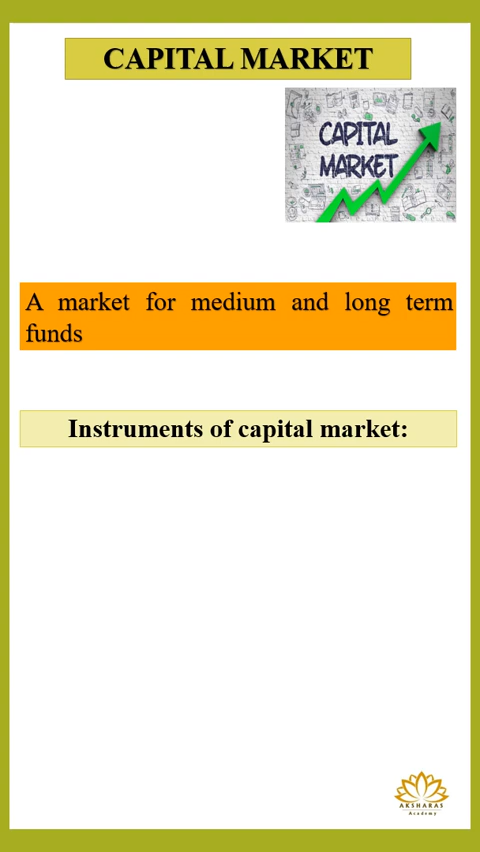 CAPITAL MARKET
CAPITAL
MARKET
A market for medium and long term
funds
Instruments of capital market:
AKSHARAS
Academy